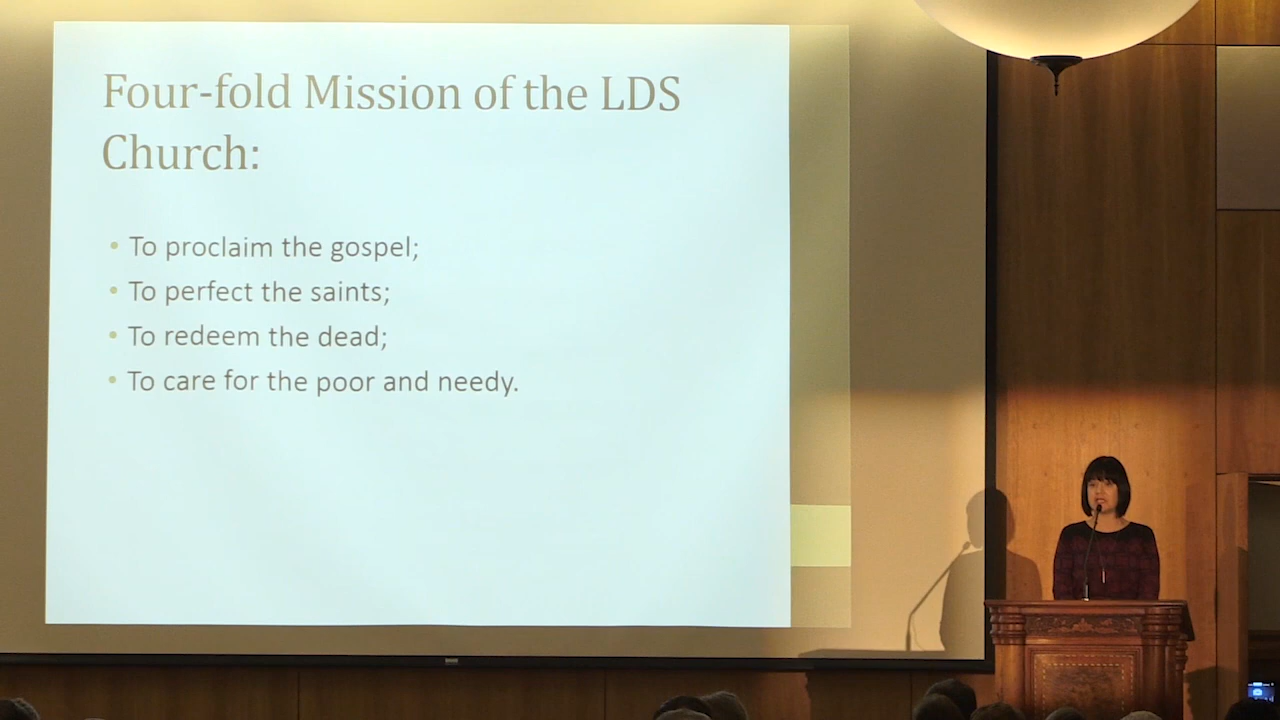 Four-fold Mission of the LDS
Church:
• To proclaim the gospel;
• To perfect the saints;
• To redeem the dead;
• To care for the poor and needy.